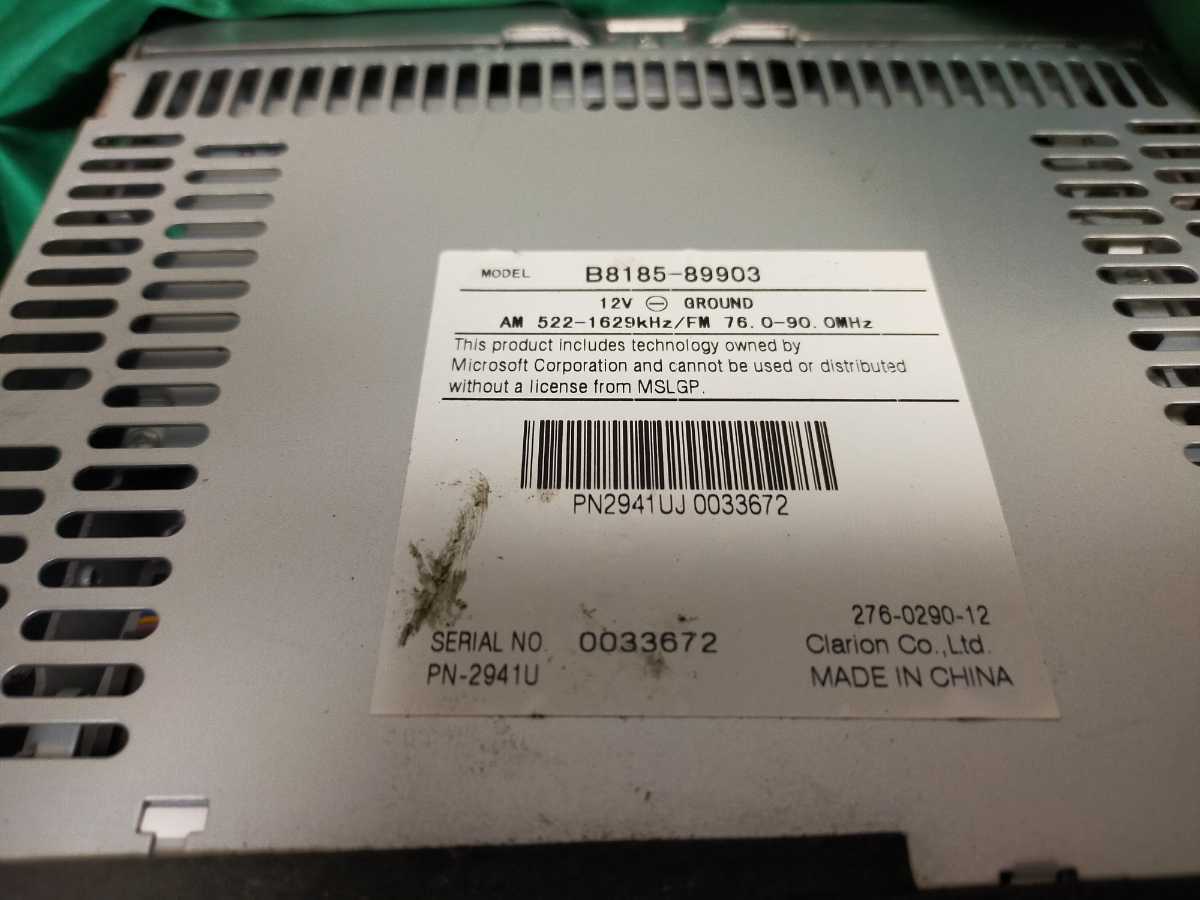 MODEL B8185-89903
12V ⊖ GROUND
AM 522-1629kHz/FM 76.0-90.0MHz
This product includes technology owned by
Microsoft Corporation and cannot be used or distributed
without a license from MSLGP.
PN2941UJ 0033672
276-0290-12
SERIAL NO. 0033672 Clarion Co.,Ltd.
PN-2941U MADE IN CHINA